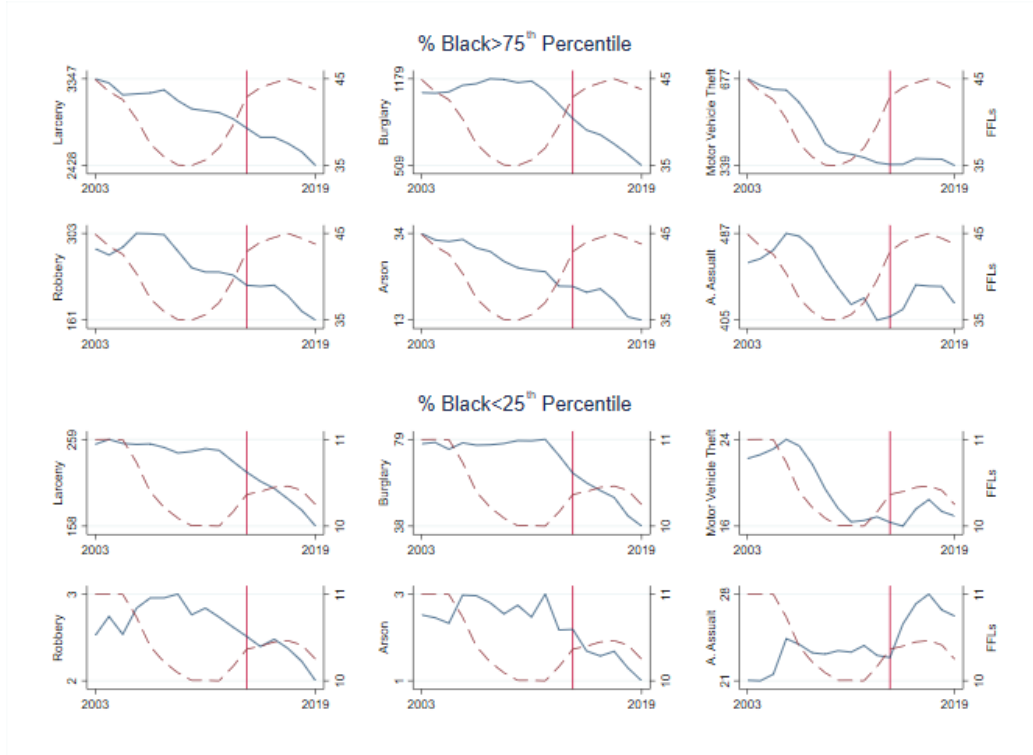 % Black>75th Percentile
Larceny 3347 2428 45 35 2003 2019
Burglary 1179 509 45 35 2003 2019
Motor Vehicle Theft 677 339 45 35 FFLs 2003 2019
Robbery 303 161 45 35 2003 2019
Arson 34 13 45 35 2003 2019
A. Assualt 487 405 45 35 FFLs 2003 2019
% Black<25th Percentile
Larceny 259 158 11 10 2003 2019
Burglary 79 38 11 10 2003 2019
Motor Vehicle Theft 24 16 11 10 FFLs 2003 2019
Robbery 3 2 11 10 2003 2019
Arson 3 1 11 10 2003 2019
A. Assualt 28 21 11 10 FFLs 2003 2019